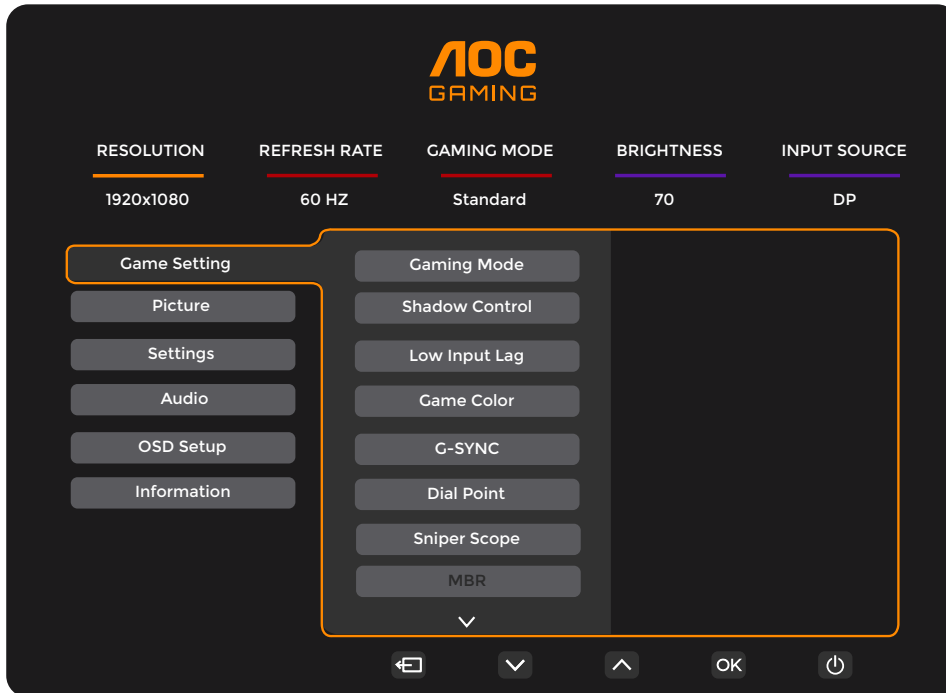 AOC
GAMING
RESOLUTION REFRESH RATE GAMING MODE BRIGHTNESS INPUT SOURCE
1920x1080 60 HZ Standard 70 DP
Game Setting
Picture
Settings
Audio
OSD Setup
Information
Gaming Mode
Shadow Control
Low Input Lag
Game Color
G-SYNC
Dial Point
Sniper Scope
MBR
OK